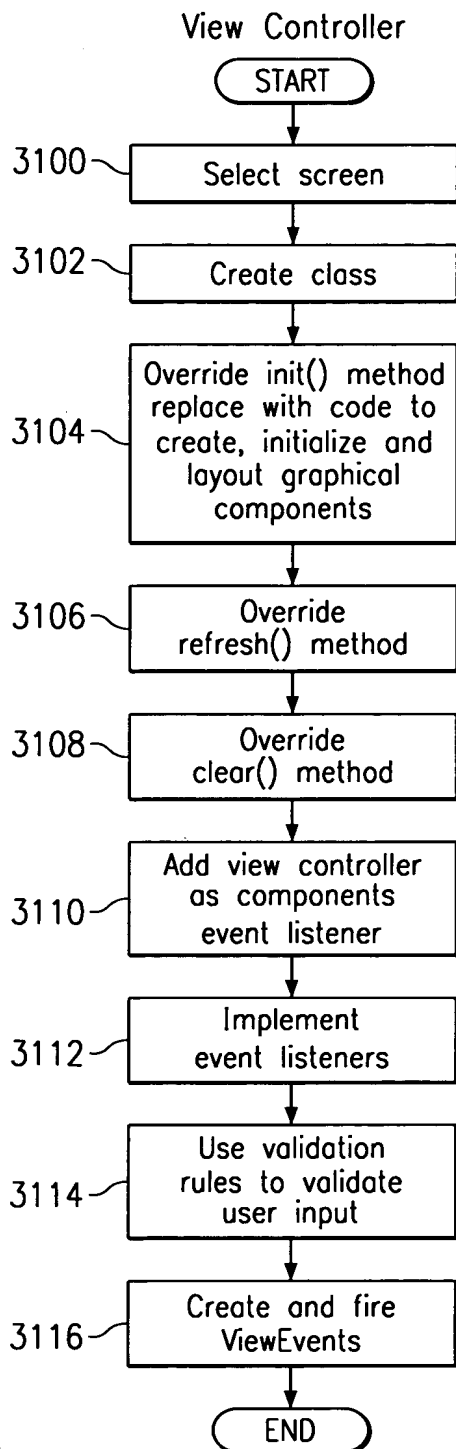 View Controller
START
3100
Select screen
3102
Create class
3104
Override init() method
replace with code to
create, initialize and
layout graphical
components
3106
Override
refresh() method
3108
Override
clear() method
3110
Add view controller
as components
event listener
3112
Implement
event listeners
3114
Use validation
rules to validate
user input
3116
Create and fire
ViewEvents
END